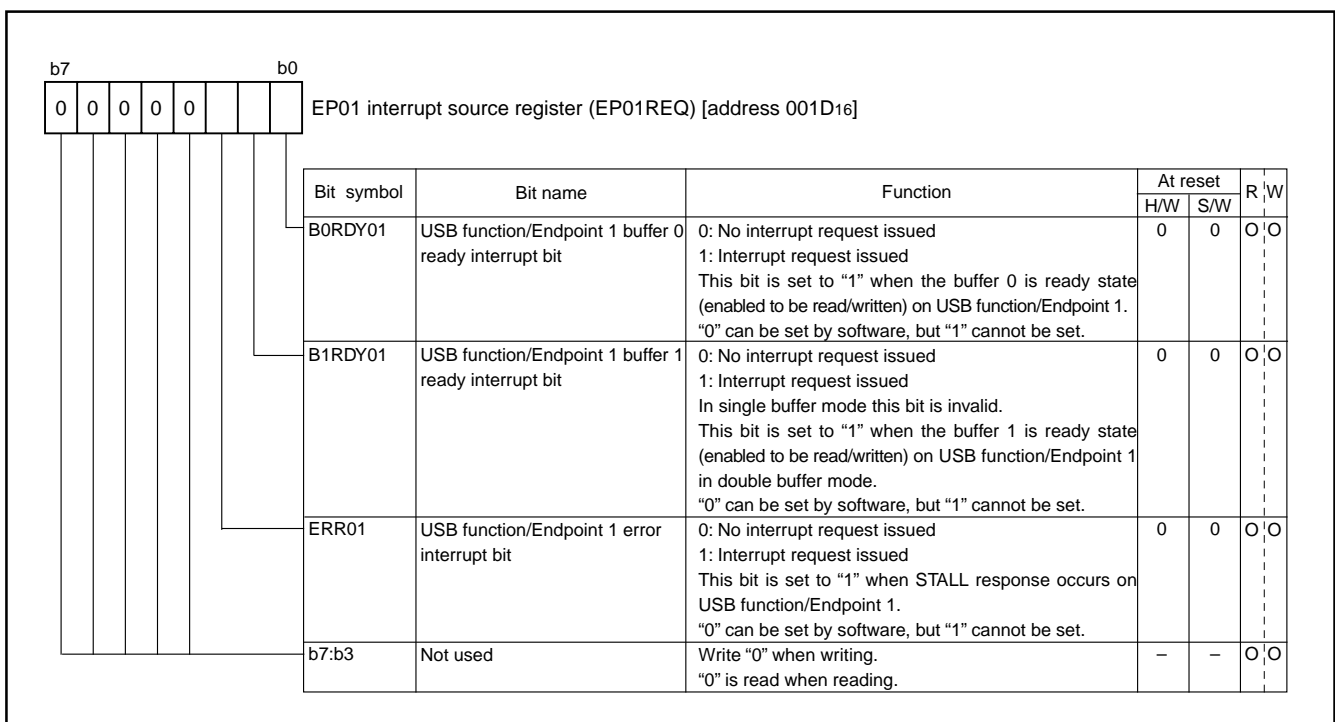 b7 b0
0 0 0 0 0 EP01 interrupt source register (EP01REQ) [address 001D16]
Bit symbol Bit name Function At reset R W
H/W S/W
B0RDY01 USB function/Endpoint 1 buffer 0 0: No interrupt request issued 0 0 O O
ready interrupt bit 1: Interrupt request issued
This bit is set to “1” when the buffer 0 is ready state
(enabled to be read/written) on USB function/Endpoint 1.
“0” can be set by software, but “1” cannot be set.
B1RDY01 USB function/Endpoint 1 buffer 1 0: No interrupt request issued 0 0 O O
ready interrupt bit 1: Interrupt request issued
In single buffer mode this bit is invalid.
This bit is set to “1” when the buffer 1 is ready state
(enabled to be read/written) on USB function/Endpoint 1
in double buffer mode.
“0” can be set by software, but “1” cannot be set.
ERR01 USB function/Endpoint 1 error 0: No interrupt request issued 0 0 O O
interrupt bit 1: Interrupt request issued
This bit is set to “1” when STALL response occurs on
USB function/Endpoint 1.
“0” can be set by software, but “1” cannot be set.
b7:b3 Not used Write “0” when writing. – – O O
“0” is read when reading.